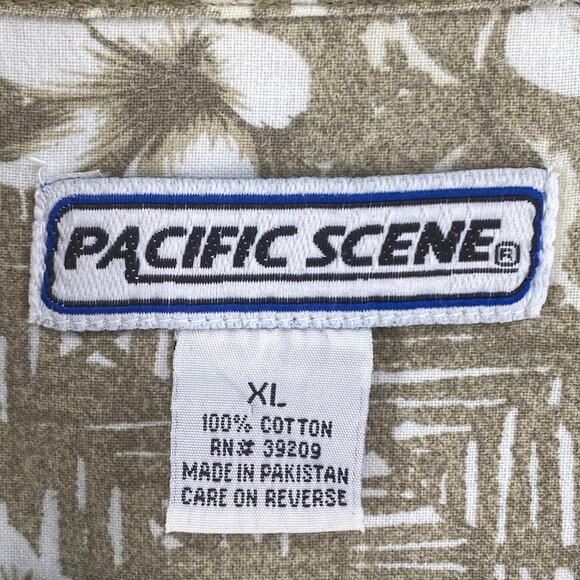 PACIFIC SCENE®
XL
100% COTTON
RN# 39209
MADE IN PAKISTAN
CARE ON REVERSE